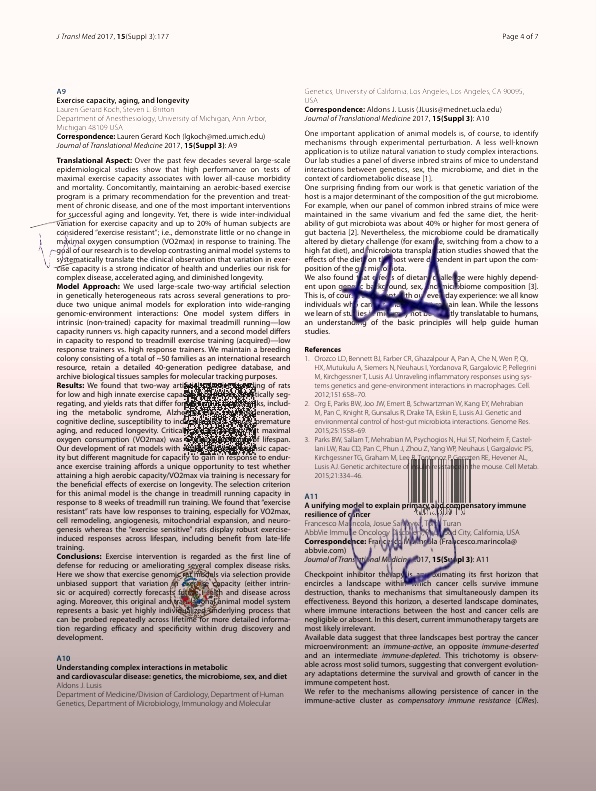 J Transl Med 2017, 15(Suppl 3):177
Page 4 of 7
A9
Exercise capacity, aging, and longevity
Lauren Gerard Koch, Steven L. Britton
Department of Anesthesiology, University of Michigan, Ann Arbor,
Michigan 48109 USA
Correspondence: Lauren Gerard Koch (lgkoch@med.umich.edu)
Journal of Translational Medicine 2017, 15(Suppl 3): A9
Translational Aspect: Over the past few decades several large-scale
epidemiological studies show that high performance on tests of
maximal exercise capacity associates with lower all-cause morbidity
and mortality. Concomitantly, maintaining an aerobic-based exercise
program is a primary recommendation for the prevention and treat-
ment of chronic disease, and one of the most important interventions
for successful aging and longevity. Yet, there is wide inter-individual
variation for exercise capacity and up to 20% of human subjects are
considered "exercise resistant", i.e., demonstrate little or no change in
maximal oxygen consumption (VO2max) in response to training. The
goal of our research is to develop contrasting animal model systems to
systematically translate the clinical observation that variation in exer-
cise capacity is a strong indicator of health and underlies our risk for
complex disease, accelerated aging, and diminished longevity.
Model Approach: We used large-scale two-way artificial selection
in genetically heterogeneous rats across several generations to pro-
duce two unique animal models for exploration into wide-ranging
genomic-environment interactions: One model system differs in
intrinsic (non-trained) capacity for maximal treadmill running—low
capacity runners vs. high capacity runners, and a second model differs
in capacity to respond to treadmill exercise training (acquired)—low
response trainers vs. high response trainers. We maintain a breeding
colony consisting of a total of ~50 families as an international research
resource, retain a detailed 40-generation pedigree database, and
archive biological tissues samples for molecular tracking purposes.
Results: We found that two-way of rats
for low and high innate exercise seg-
regating, and yields rats that differ includ-
ing the metabolic syndrome,
cognitive decline, susceptibility to premature
aging, and reduced longevity. maximal
oxygen consumption (VO2max) was of lifespan.
Our development of rat models with capac-
ity but different magnitude for capacity to gain in response to endur-
ance exercise training affords a unique opportunity to test whether
attaining a high aerobic capacity/VO2max via training is necessary for
the beneficial effects of exercise on longevity. The selection criterion
for this animal model is the change in treadmill running capacity in
response to 8 weeks of treadmill run training. We found that "exercise
resistant" rats have low responses to training, especially for VO2max,
cell remodeling, angiogenesis, mitochondrial expansion, and neuro-
genesis whereas the "exercise sensitive" rats display robust exercise-
induced responses across lifespan, including benefit from late-life
training.
Conclusions: Exercise intervention is regarded as the first line of
defense for reducing or ameliorating several complex disease risks.
Here we show that exercise genomic models via selection provide
unbiased support that variation capacity (either intrin-
sic or acquired) correctly forecasts health and disease across
aging. Moreover, this original and animal model system
represents a basic yet highly individualized underlying process that
can be probed repeatedly across lifetime for more detailed informa-
tion regarding efficacy and specificity within drug discovery and
development.
A10
Understanding complex interactions in metabolic
and cardiovascular disease: genetics, the microbiome, sex, and diet
Aldons J. Lusis
Department of Medicine/Division of Cardiology, Department of Human
Genetics, Department of Microbiology, Immunology and Molecular
Genetics, University of California. Los Angeles, Los Angeles, CA 90095,
USA
Correspondence: Aldons J. Lusis (JLusis@mednet.ucla.edu)
Journal of Translational Medicine 2017, 15(Suppl 3): A10
One important application of animal models is, of course, to identify
mechanisms through experimental perturbation. A less well-known
application is to utilize natural variation to study complex interactions.
Our lab studies a panel of diverse inbred strains of mice to understand
interactions between genetics, sex, the microbiome, and diet in the
context of cardiometabolic disease [1].
One surprising finding from our work is that genetic variation of the
host is a major determinant of the composition of the gut microbiome.
For example, when our panel of common inbred strains of mice were
maintained in the same vivarium and fed the same diet, the herit-
ability of gut microbiota was about 40% or higher for most genera of
gut bacteria [2]. Nevertheless, the microbiome could be dramatically
altered by dietary challenge (for example, switching from a chow to a
high fat diet), and microbiota transplantation studies showed that the
effects of the diet most were dependent in part upon the com-
position of the gut microbiota.
We also found that effects of dietary challenge were highly depend-
ent upon genetic background, sex, and microbiome composition [3].
This is, of course, consistent with our everyday experience: we all know
individuals who can remain lean. While the lessons
we learn of studies may not be directly translatable to humans,
an understanding of the basic principles will help guide human
studies.
References
1. Orozco LD, Bennett BJ, Farber CR, Ghazalpour A, Pan A, Che N, Wen P, Qi
HX, Mutukulu A, Siemers N, Neuhaus I, Yordanova R, Gargalovic P, Pellegrini
M, Kirchgessner T, Lusis AJ. Unraveling inflammatory responses using sys-
tems genetics and gene-environment interactions in macrophages. Cell.
2012;151:658–70.
2. Org E, Parks BW, Joo JW, Emert B, Schwartzman W, Kang EY, Mehrabian
M, Pan C, Knight R, Gunsalus R, Drake TA, Eskin E, Lusis AJ. Genetic and
environmental control of host-gut microbiota interactions. Genome Res.
2015;25:1558–69.
3. Parks BW, Sallam T, Mehrabian M, Psychogios N, Hui ST, Norheim F, Castel-
lani LW, Rau CD, Pan C, Phun J, Zhou Z, Yang WP, Neuhaus I, Gargalovic PS,
Kirchgessner TG, Graham M, Lee R, Tontonoz P, Gerszten RE, Hevener AL,
Lusis AJ. Genetic architecture of insulin resistance in the mouse. Cell Metab.
2015;21:334–46.
A11
A unifying model to explain primary and compensatory immune
resilience of cancer
Francesco Marincola, Josue Turan
AbbVie Immune Oncology Discovery, Redwood City, California, USA
Correspondence: Francesco Marincola (Francesco.marincola@
abbvie.com)
Journal of Translational Medicine 2017, 15(Suppl 3): A11
Checkpoint inhibitor therapy is approximating its first horizon that
encircles a landscape within which cancer cells survive immune
destruction, thanks to mechanisms that simultaneously dampen its
effectiveness. Beyond this horizon, a deserted landscape dominates,
where immune interactions between the host and cancer cells are
negligible or absent. In this desert, current immunotherapy targets are
most likely irrelevant.
Available data suggest that three landscapes best portray the cancer
microenvironment: an immune-active, an opposite immune-deserted
and an intermediate immune-depleted. This trichotomy is observ-
able across most solid tumors, suggesting that convergent evolution-
ary adaptations determine the survival and growth of cancer in the
immune competent host.
We refer to the mechanisms allowing persistence of cancer in the
immune-active cluster as compensatory immune resistance (CIRes).